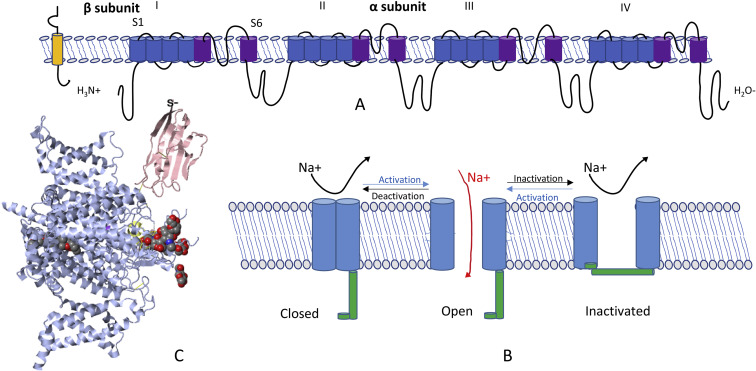 β subunit
I
II
α subunit
III
IV
S1
S6
H₃N+
A
H₂O-
S-
Na+
Activation
Deactivation
Na+
Inactivation
Activation
Na+
Closed
Open
Inactivated
C
B